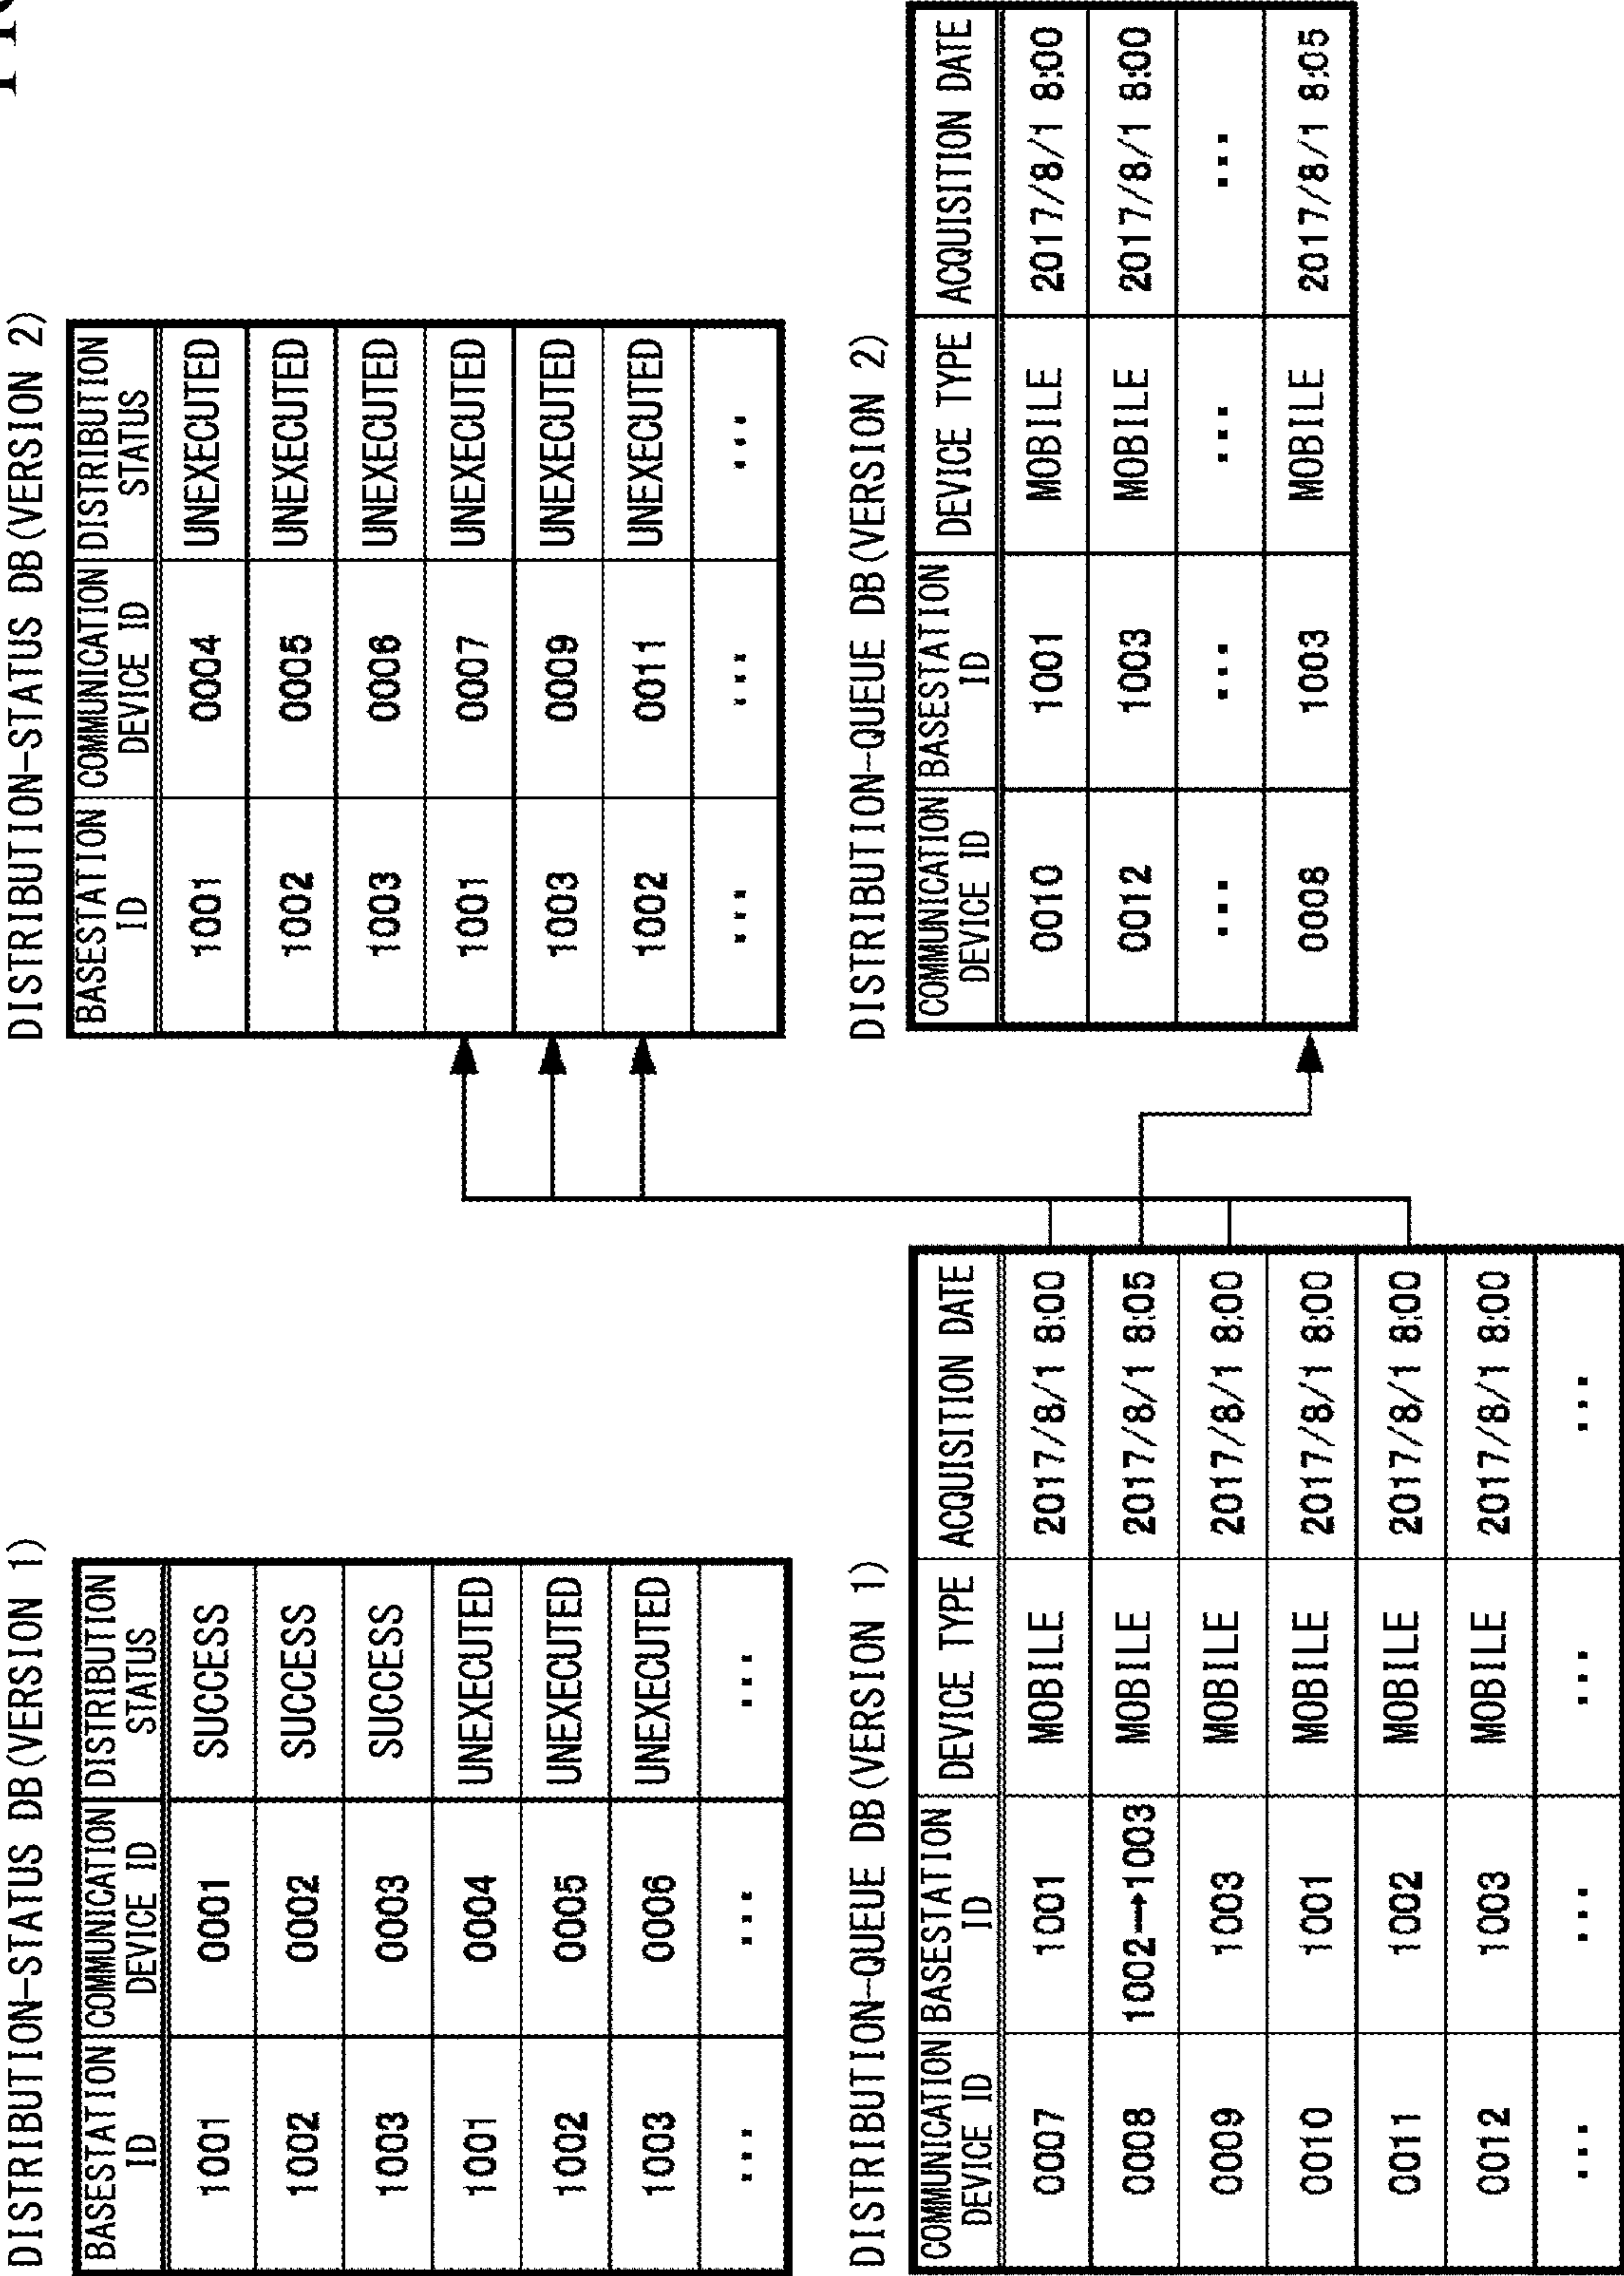 DISTRIBUTION-STATUS DB(VERSION 1)
BASESTATION ID COMMUNICATION DEVICE ID DISTRIBUTION STATUS
1001 0001 SUCCESS
1002 0002 SUCCESS
1003 0003 SUCCESS
1001 0004 UNEXECUTED
1002 0005 UNEXECUTED
1003 0006 UNEXECUTED
... ... ...
DISTRIBUTION-STATUS DB(VERSION 2)
BASESTATION ID COMMUNICATION DEVICE ID DISTRIBUTION STATUS
1001 0004 UNEXECUTED
1002 0005 UNEXECUTED
1003 0006 UNEXECUTED
1001 0007 UNEXECUTED
1003 0009 UNEXECUTED
1002 0011 UNEXECUTED
... ... ...
DISTRIBUTION-QUEUE DB(VERSION 1)
COMMUNICATION DEVICE ID BASESTATION ID DEVICE TYPE ACQUISITION DATE
0007 1001 MOBILE 2017/8/1 8:00
0008 1002→1003 MOBILE 2017/8/1 8:05
0009 1003 MOBILE 2017/8/1 8:00
0010 1001 MOBILE 2017/8/1 8:00
0011 1002 MOBILE 2017/8/1 8:00
0012 1003 MOBILE 2017/8/1 8:00
... ... ... ...
DISTRIBUTION-QUEUE DB(VERSION 2)
COMMUNICATION DEVICE ID BASESTATION ID DEVICE TYPE ACQUISITION DATE
0010 1001 MOBILE 2017/8/1 8:00
0012 1003 MOBILE 2017/8/1 8:00
... ... ... ...
0008 1003 MOBILE 2017/8/1 8:05